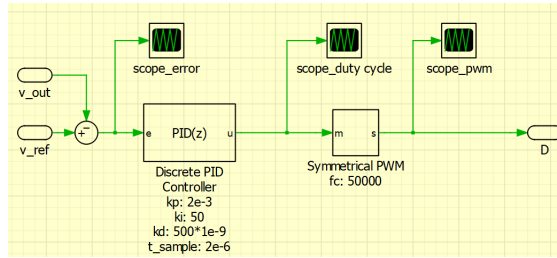 scope_error
scope_duty cycle
scope_pwm
v_out
v_ref
+
−
e
PID(z)
u
m
s
D
Discrete PID
Controller
kp: 2e-3
ki: 50
kd: 500*1e-9
t_sample: 2e-6
Symmetrical PWM
fc: 50000